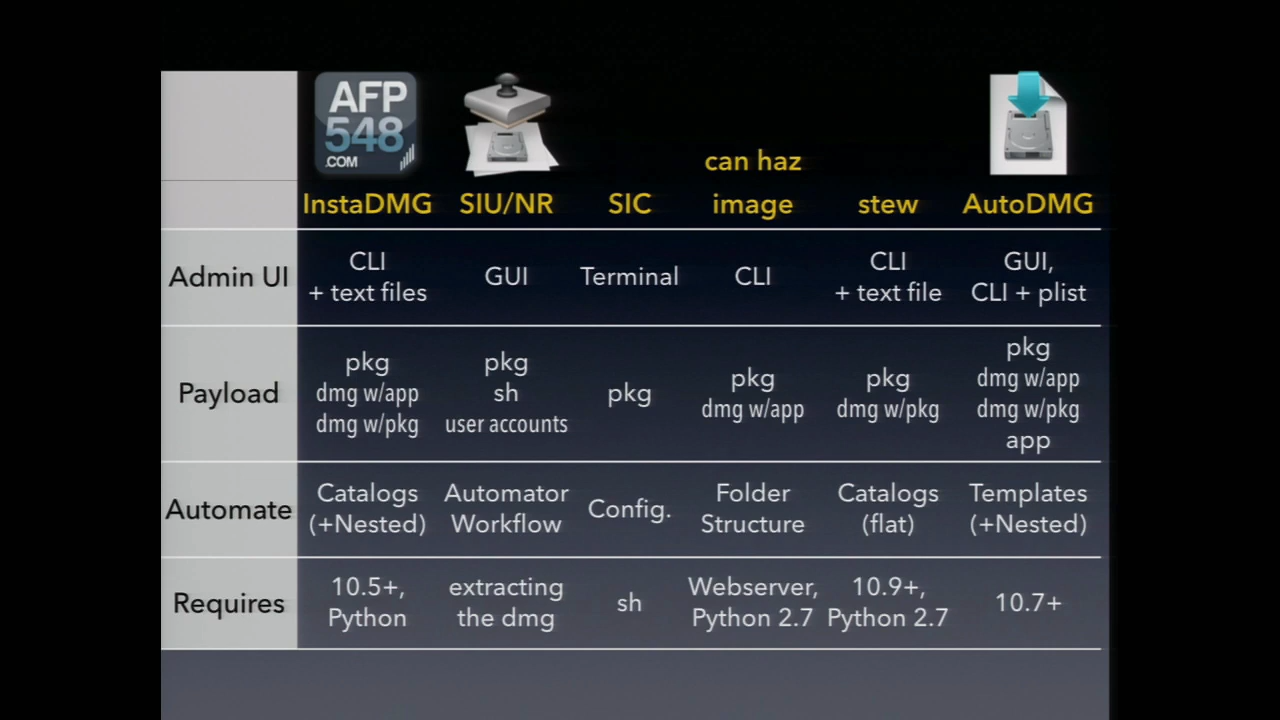 AFP
548
.COM
can haz
InstaDMG SIU/NR SIC image stew AutoDMG
Admin UI
CLI
+ text files
GUI
Terminal
CLI
CLI
+ text file
GUI,
CLI + plist
Payload
pkg
dmg w/app
dmg w/pkg
pkg
sh
user accounts
pkg
pkg
dmg w/app
pkg
dmg w/pkg
pkg
dmg w/app
dmg w/pkg
app
Automate
Catalogs
(+Nested)
Automator
Workflow
Config.
Folder
Structure
Catalogs
(flat)
Templates
(+Nested)
Requires
10.5+,
Python
extracting
the dmg
sh
Webserver,
Python 2.7
10.9+,
Python 2.7
10.7+